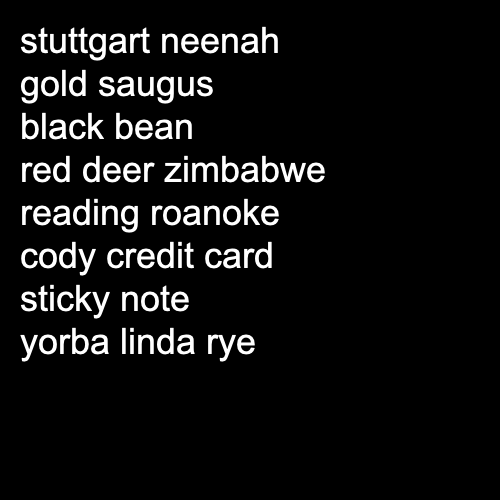 stuttgart neenah
gold saugus
black bean
red deer zimbabwe
reading roanoke
cody credit card
sticky note
yorba linda rye